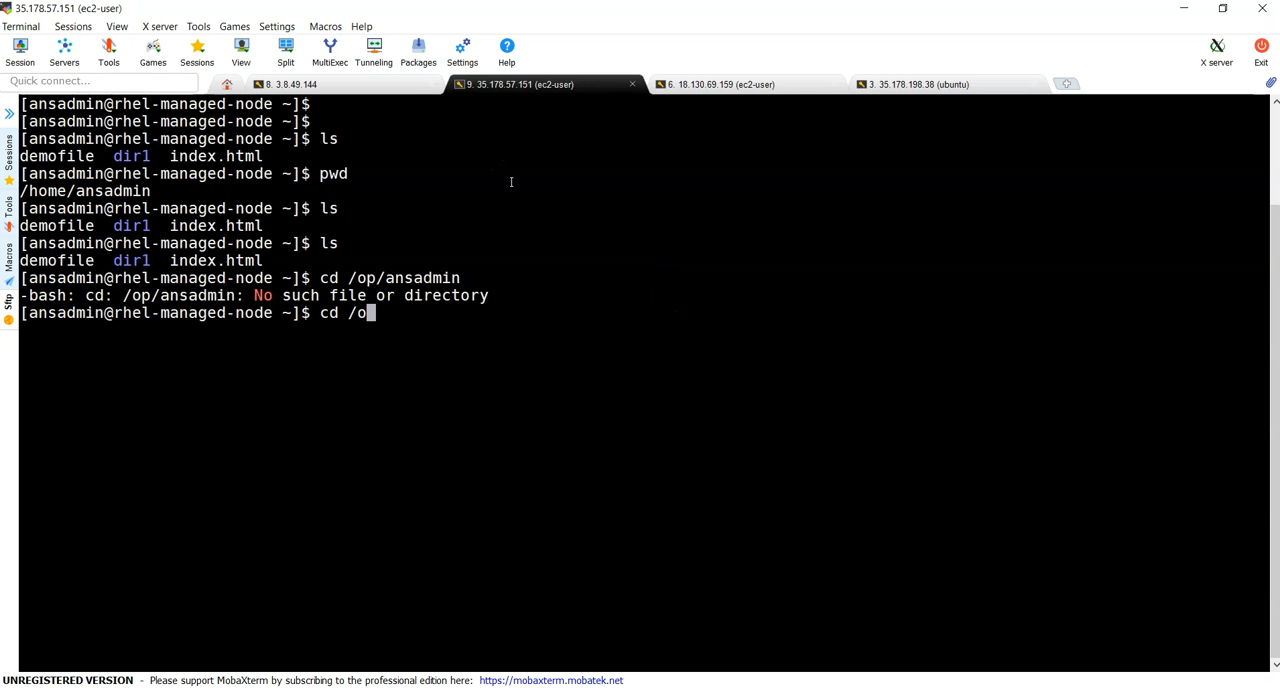 35.178.57.151 (ec2-user)
Terminal Sessions View X server Tools Games Settings Macros Help
Session Servers Tools Games Sessions View Split MultiExec Tunneling Packages Settings Help X server Exit
Quick connect... 8. 3.8.49.144 9. 35.178.57.151 (ec2-user) 6. 18.130.69.159 (ec2-user) 3. 35.178.198.38 (ubuntu)
Sessions
Tools
Macros
Sftp
[ansadmin@rhel-managed-node ~]$
[ansadmin@rhel-managed-node ~]$
[ansadmin@rhel-managed-node ~]$ ls
demofile dir1 index.html
[ansadmin@rhel-managed-node ~]$ pwd
/home/ansadmin
[ansadmin@rhel-managed-node ~]$ ls
demofile dir1 index.html
[ansadmin@rhel-managed-node ~]$ ls
demofile dir1 index.html
[ansadmin@rhel-managed-node ~]$ cd /op/ansadmin
-bash: cd: /op/ansadmin: No such file or directory
[ansadmin@rhel-managed-node ~]$ cd /o
UNREGISTERED VERSION - Please support MobaXterm by subscribing to the professional edition here: https://mobaxterm.mobatek.net